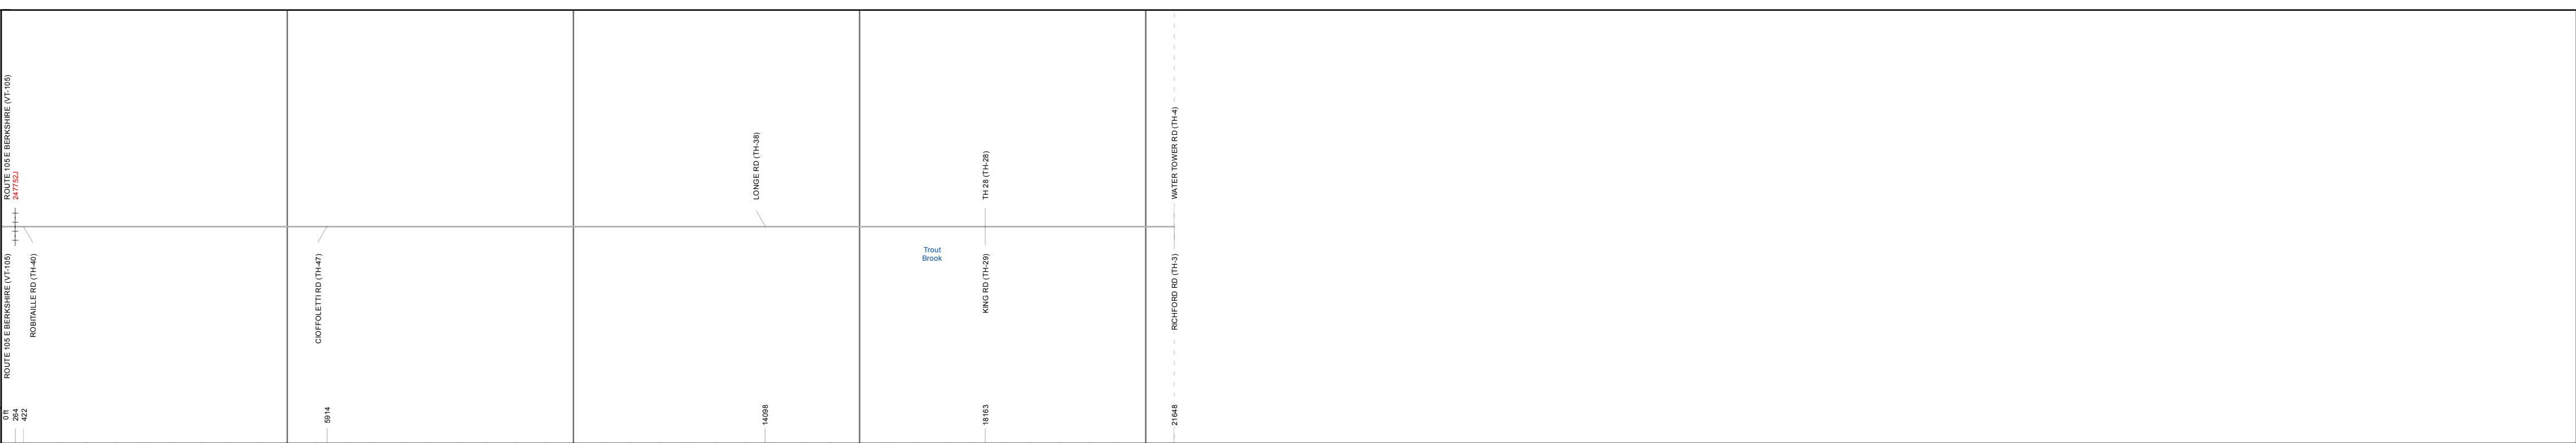 ROUTE 105 E BERKSHIRE (VT-105)
247752J
LONGE RD (TH-38)
TH 28 (TH-28)
WATER TOWER RD (TH-4)
Trout
Brook
ROUTE 105 E BERKSHIRE (VT-105)
ROBITAILLE RD (TH-40)
CIOFFOLETTI RD (TH-47)
KING RD (TH-29)
RICHFORD RD (TH-3)
0 ft
264
422
5914
14098
18163
21648